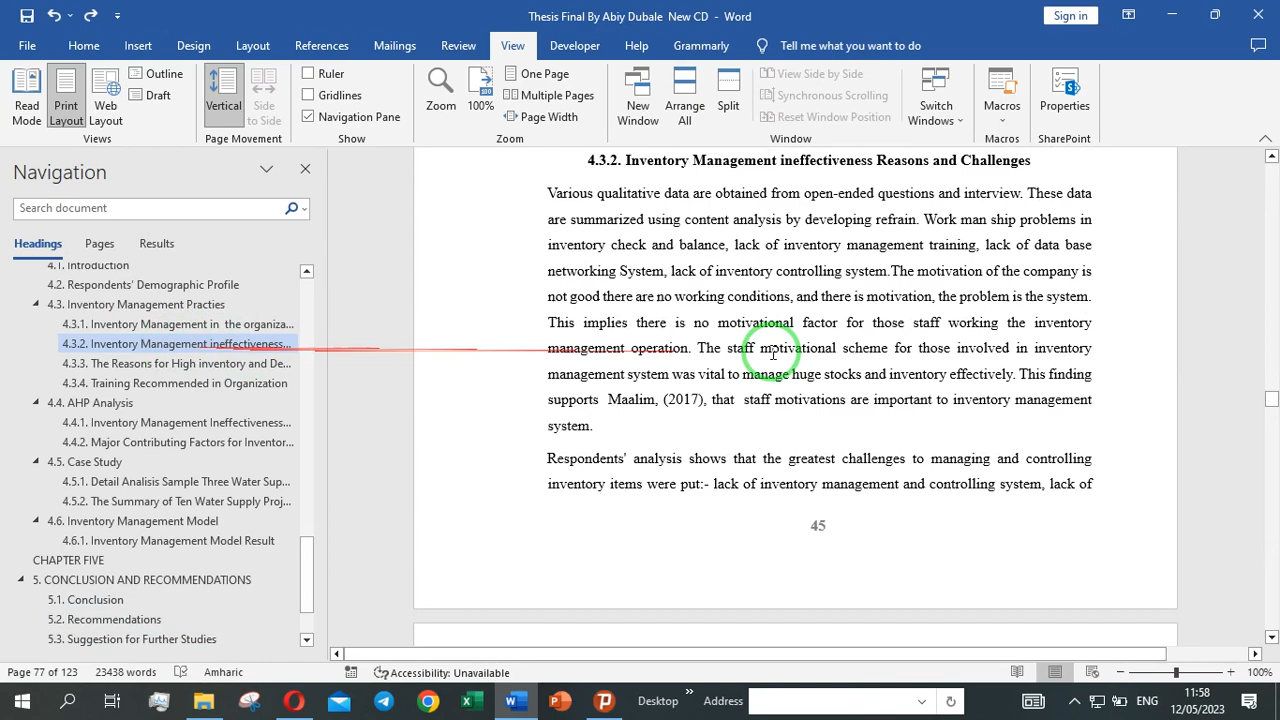 Thesis Final By Abiy Dubale New CD - Word
Sign in
File Home Insert Design Layout References Mailings Review View Developer Help Grammarly Tell me what you want to do
Read Mode
Print Layout
Web Layout
Outline
Draft
Views
Vertical
Side to Side
Page Movement
Ruler
Gridlines
Navigation Pane
Show
Zoom
100%
One Page
Multiple Pages
Page Width
Zoom
New Window
Arrange All
Split
View Side by Side
Synchronous Scrolling
Reset Window Position
Window
Switch Windows
Macros
Macros
Properties
SharePoint
Navigation
Search document
Headings Pages Results
4.1. Introduction
4.2. Respondents' Demographic Profile
4.3. Inventory Management Practies
4.3.1. Inventory Management in the organiza...
4.3.2. Inventory Management ineffectiveness...
4.3.3. The Reasons for High inventory and De...
4.3.4. Training Recommended in Organization
4.4. AHP Analysis
4.4.1. Inventory Management Ineffectiveness...
4.4.2. Major Contributing Factors for Inventor...
4.5. Case Study
4.5.1. Detail Analisis Sample Three Water Sup...
4.5.2. The Summary of Ten Water Supply Proj...
4.6. Inventory Management Model
4.6.1. Inventory Management Model Result
CHAPTER FIVE
5. CONCLUSION AND RECOMMENDATIONS
5.1. Conclusion
5.2. Recommendations
5.3. Suggestion for Further Studies
4.3.2. Inventory Management ineffectiveness Reasons and Challenges
Various qualitative data are obtained from open-ended questions and interview. These data
are summarized using content analysis by developing refrain. Work man ship problems in
inventory check and balance, lack of inventory management training, lack of data base
networking System, lack of inventory controlling system.The motivation of the company is
not good there are no working conditions, and there is motivation, the problem is the system.
This implies there is no motivational factor for those staff working the inventory
management operation. The staff motivational scheme for those involved in inventory
management system was vital to manage huge stocks and inventory effectively. This finding
supports Maalim, (2017), that staff motivations are important to inventory management
system.
Respondents' analysis shows that the greatest challenges to managing and controlling
inventory items were put:- lack of inventory management and controlling system, lack of
45
Page 77 of 123 23438 words Amharic Accessibility: Unavailable 100%
Desktop » Address ENG 11:58
12/05/2023